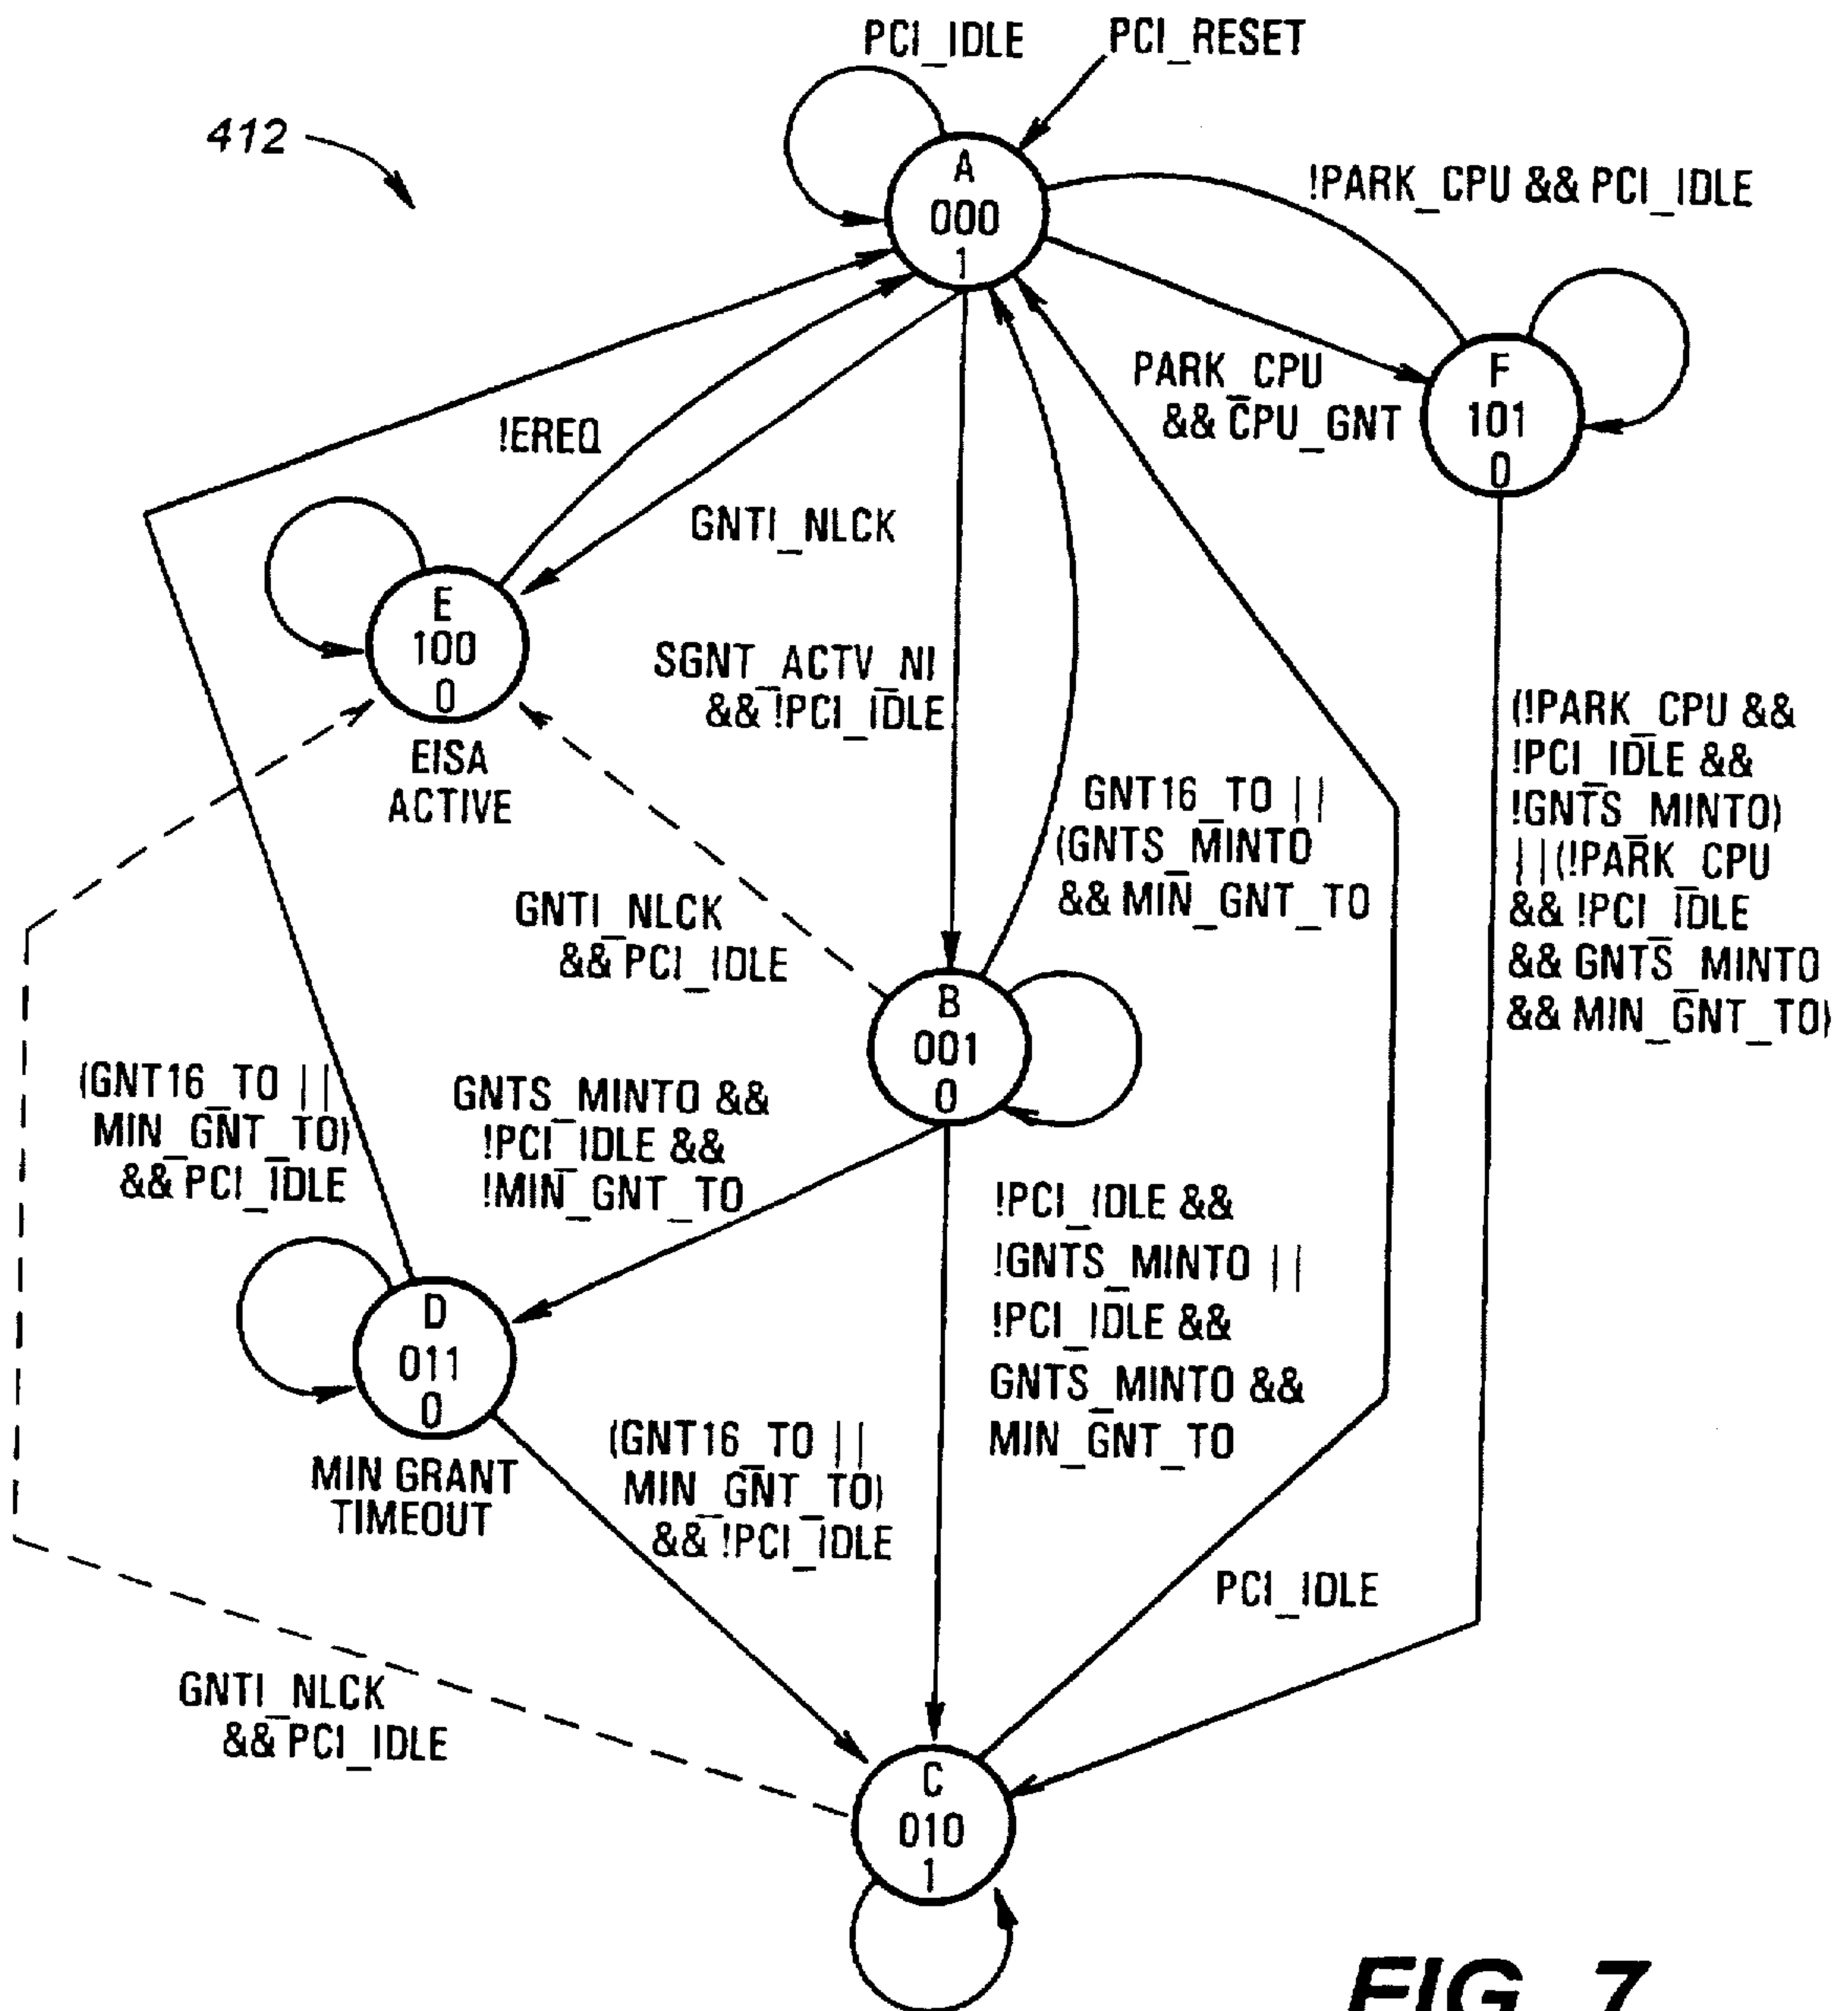 PCI_IDLE
PCI_RESET
412
A
000
1
!PARK_CPU && PCI_IDLE
PARK_CPU
&& CPU_GNT
F
101
0
!EREQ
GNTI_NLCK
E
100
0
EISA
ACTIVE
SGNT_ACTV_NI
&& !PCI_IDLE
GNT16_TO ||
(GNTS_MINTO
&& MIN_GNT_TO
(!PARK_CPU &&
!PCI_IDLE &&
!GNTS_MINTO)
||(!PARK_CPU
&& !PCI_IDLE
&& GNTS_MINTO
&& MIN_GNT_TO)
GNTI_NLCK
&& PCI_IDLE
B
001
0
(GNT16_TO ||
MIN_GNT_TO)
&& PCI_IDLE
GNTS_MINTO &&
!PCI_IDLE &&
!MIN_GNT_TO
!PCI_IDLE &&
!GNTS_MINTO ||
!PCI_IDLE &&
GNTS_MINTO &&
MIN_GNT_TO
D
011
0
MIN GRANT
TIMEOUT
(GNT16_TO ||
MIN_GNT_TO)
&& !PCI_IDLE
PCI_IDLE
GNTI_NLCK
&& PCI_IDLE
C
010
1
FIG. 7